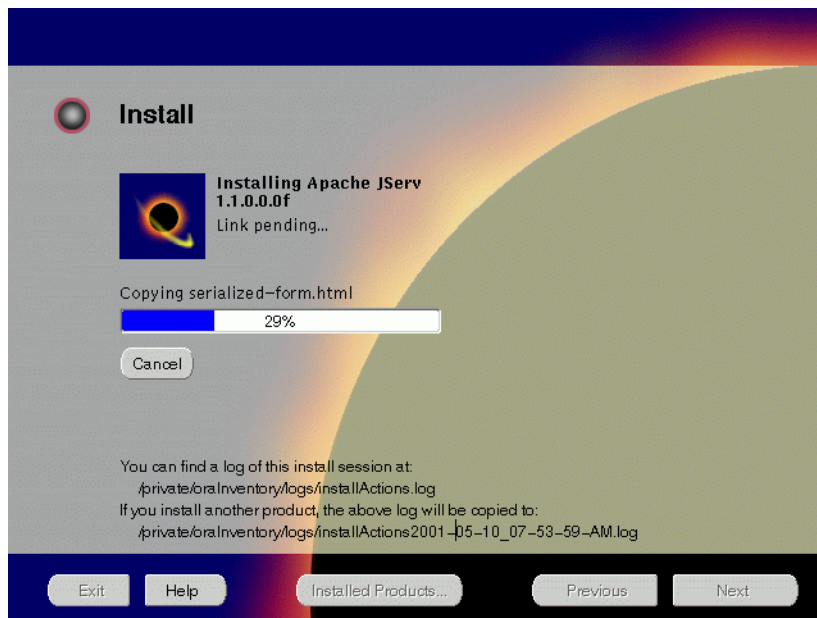 Install
Installing Apache JServ
1.1.0.0.0f
Link pending...
Copying serialized-form.html
29%
Cancel
You can find a log of this install session at:
/private/oraInventory/logs/installActions.log
If you install another product, the above log will be copied to:
/private/oraInventory/logs/installActions2001-05-10_07-53-59-AM.log
Exit
Help
Installed Products...
Previous
Next